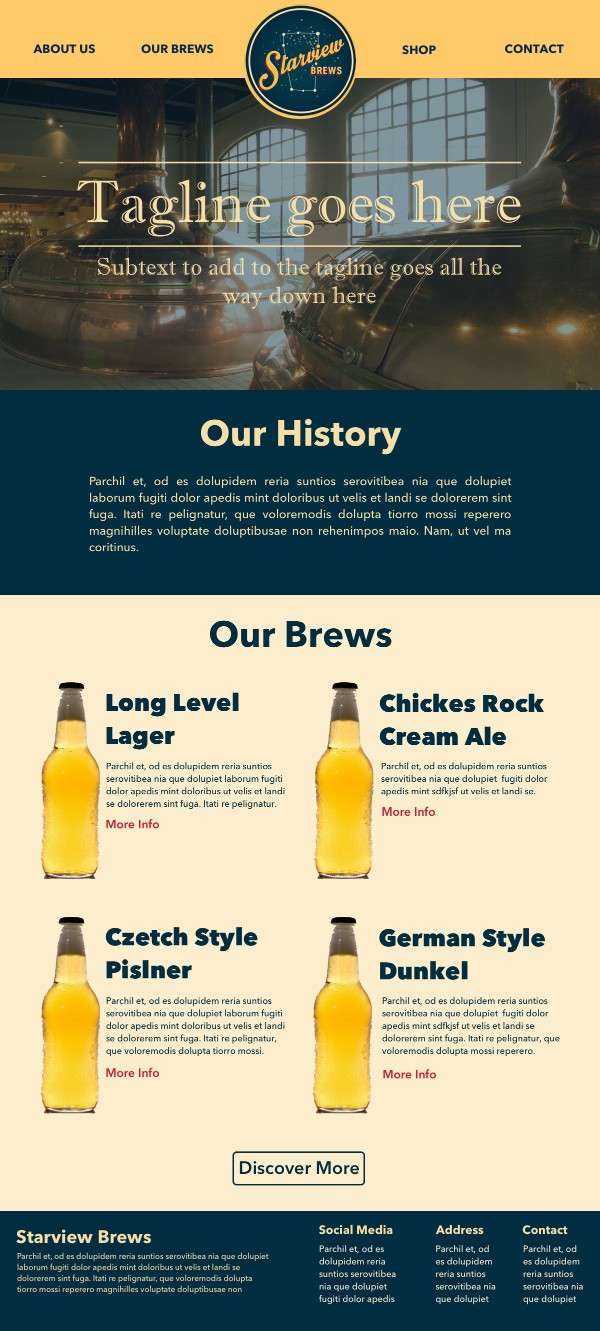 ABOUT US
OUR BREWS
Starview
BREWS
SHOP
CONTACT
Tagline goes here
Subtext to add to the tagline goes all the
way down here
Our History
Parchil et, od es dolupidem reria suntios serovitibea nia que dolupiet
laborum fugiti dolor apedis mint doloribus ut velis et landi se dolorerem sint
fuga. Itati re pelignatur, que voloremodis dolupta tiorro mossi reperero
magnihilles voluptate doluptibusae non rehenimpos maio. Nam, ut vel ma
coritinus.
Our Brews
Long Level
Lager
Parchil et, od es dolupidem reria suntios
serovitibea nia que dolupiet laborum fugiti
dolor apedis mint doloribus ut velis et landi
se dolorerem sint fuga. Itati re pelignatur.
More Info
Chickes Rock
Cream Ale
Parchil et, od es dolupidem reria suntios
serovitibea nia que dolupiet fugiti dolor
apedis mint sdfkjsf ut velis et landi se.
More Info
Czetch Style
Pislner
Parchil et, od es dolupidem reria suntios
serovitibea nia que dolupiet laborum fugiti
dolor apedis mint doloribus ut velis et landi
se dolorerem sint fuga. Itati re pelignatur,
que voloremodis dolupta tiorro mossi.
More Info
German Style
Dunkel
Parchil et, od es dolupidem reria suntios
serovitibea nia que dolupiet fugiti dolor
apedis mint sdfkjsf ut velis et landi se
dolorerem sint fuga. Itati re pelignatur, que
voloremodis dolupta mossi reperero.
More Info
Discover More
Starview Brews
Parchil et, od es dolupidem reria suntios serovitibea nia que dolupiet
laborum fugiti dolor apedis mint doloribus ut velis et landi se
dolorerem sint fuga. Itati re pelignatur, que voloremodis dolupta
tiorro mossi reperero magnihilles voluptate doluptibusae non
Social Media
Parchil et, od es
dolupidem reria
suntios serovitibea
nia que dolupiet
fugiti dolor apedis
Address
Parchil et, od
es dolupidem
reria suntios
serovitibea nia
que dolupiet
Contact
Parchil et, od
es dolupidem
reria suntios
serovitibea nia
que dolupiet